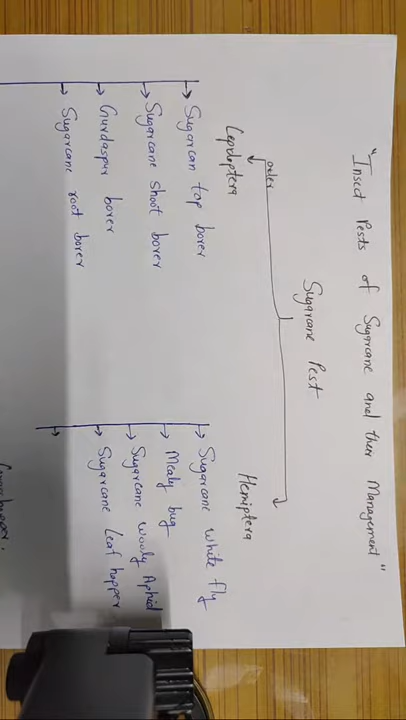 "Insect Pests of Sugarcane and their Management"
Sugarcane Pest
order
Lepidoptera
Sugarcan top borer
Sugarcane Shoot borer
Gurdaspur borer
Sugarcane root borer
Hemiptera
Sugarcane white fly
Mealy bug
Sugarcane wooly Aphid
Sugarcane Leaf hopper